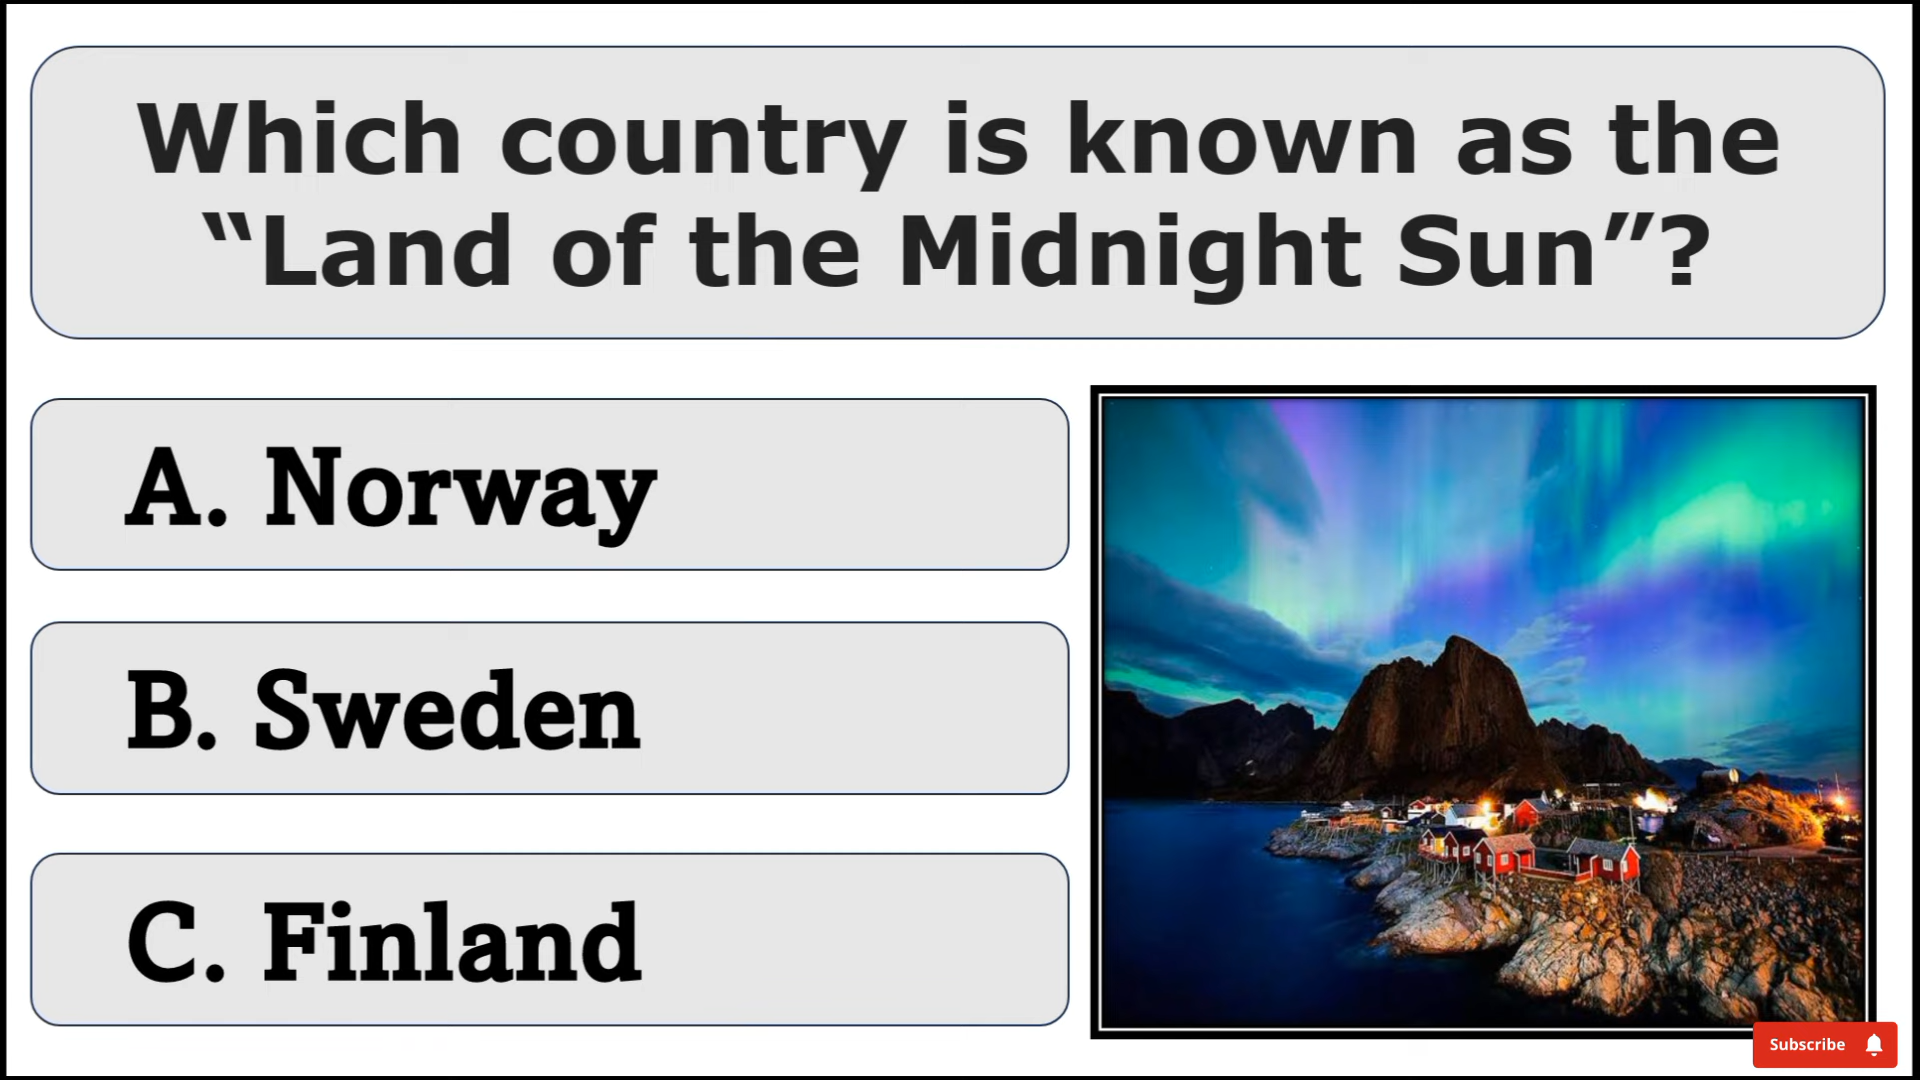 Which country is known as the
“Land of the Midnight Sun”?
A. Norway
B. Sweden
C. Finland
Subscribe